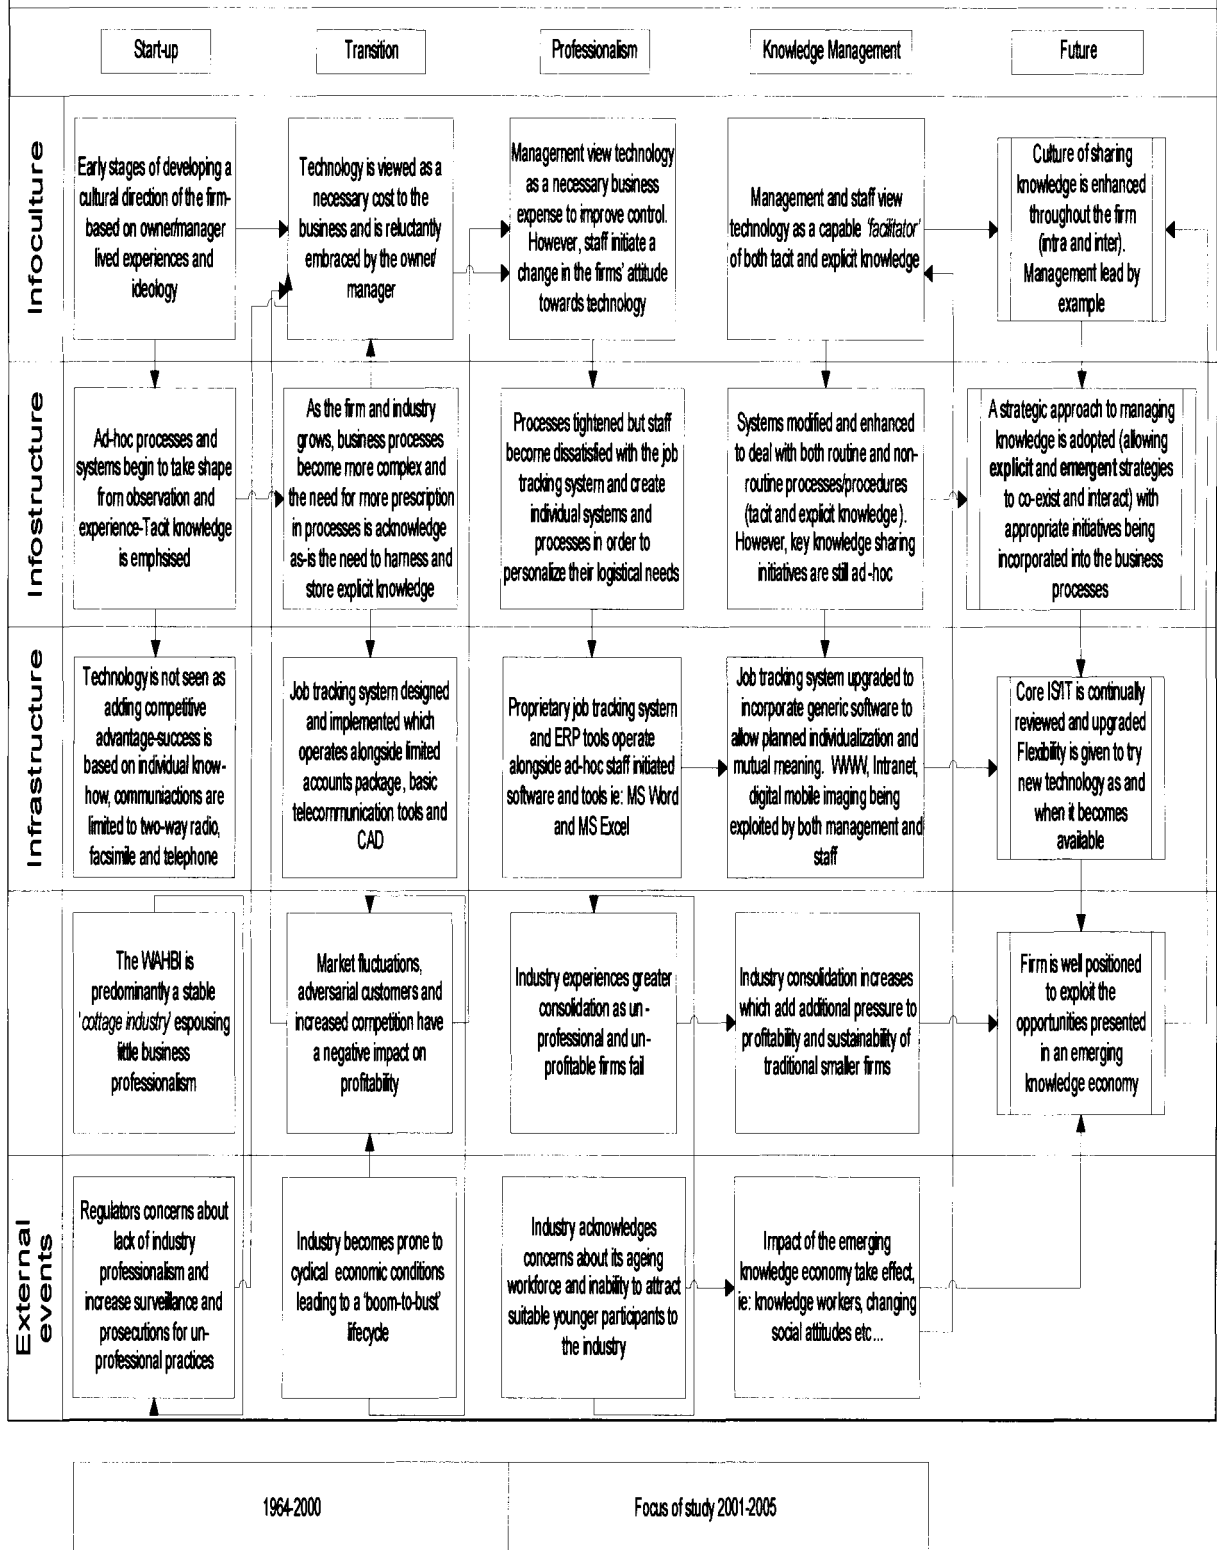 Start-up
Transition
Professionalism
Knowledge Management
Future
Infoculture
Early stages of developing a
cultural direction of the firm-
based on owner/manager
lived experiences and
ideology
Technology is viewed as a
necessary cost to the
business and is reluctantly
embraced by the owner/
manager
Management view technology
as a necessary business
expense to improve control.
However, staff initiate a
change in the firms' attitude
towards technology
Management and staff view
technology as a capable 'facilitator'
of both tacit and explicit knowledge
Culture of sharing
knowledge is enhanced
throughout the firm
(intra and inter).
Management lead by
example
Infostructure
Ad-hoc processes and
systems begin to take shape
from observation and
experience-Tacit knowledge
is emphsised
As the firm and industry
grows, business processes
become more complex and
the need for more prescription
in processes is acknowledge
as-is the need to harness and
store explicit knowledge
Processes tightened but staff
become dissatisfied with the job
tracking system and create
individual systems and
processes in order to
personalize their logistical needs
Systems modified and enhanced
to deal with both routine and non-
routine processes/procedures
(tacit and explicit knowledge).
However, key knowledge sharing
initiatives are still ad-hoc
A strategic approach to managing
knowledge is adopted (allowing
explicit and emergent strategies
to co-exist and interact) with
appropriate initiatives being
incorporated into the business
processes
Infrastructure
Technology is not seen as
adding competitive
advantage-success is
based on individual know-
how, communiactions are
limited to two-way radio,
facsimile and telephone
Job tracking system designed
and implemented which
operates alongside limited
accounts package, basic
telecommunication tools and
CAD
Proprietary job tracking system
and ERP tools operate
alongside ad-hoc staff initiated
software and tools ie: MS Word
and MS Excel
Job tracking system upgraded to
incorporate generic software to
allow planned individualization and
mutual meaning. WWW, Intranet,
digital mobile imaging being
exploited by both management and
staff
Core IS/IT is continually
reviewed and upgraded
Flexibility is given to try
new technology as and
when it becomes
available
The WAHBI is
predominantly a stable
'cottage industry' espousing
little business
professionalism
Market fluctuations,
adversarial customers and
increased competition have
a negative impact on
profitability
Industry experiences greater
consolidation as un-
professional and un-
profitable firms fail
Industry consolidation increases
which add additional pressure to
profitability and sustainability of
traditional smaller firms
Firm is well positioned
to exploit the
opportunities presented
in an emerging
knowledge economy
External
events
Regulators concerns about
lack of industry
professionalism and
increase surveillance and
prosecutions for un-
professional practices
Industry becomes prone to
cyclical economic conditions
leading to a 'boom-to-bust'
lifecycle
Industry acknowledges
concerns about its ageing
workforce and inability to attract
suitable younger participants to
the industry
Impact of the emerging
knowledge economy take effect,
ie: knowledge workers, changing
social attitudes etc...
1964-2000
Focus of study 2001-2005